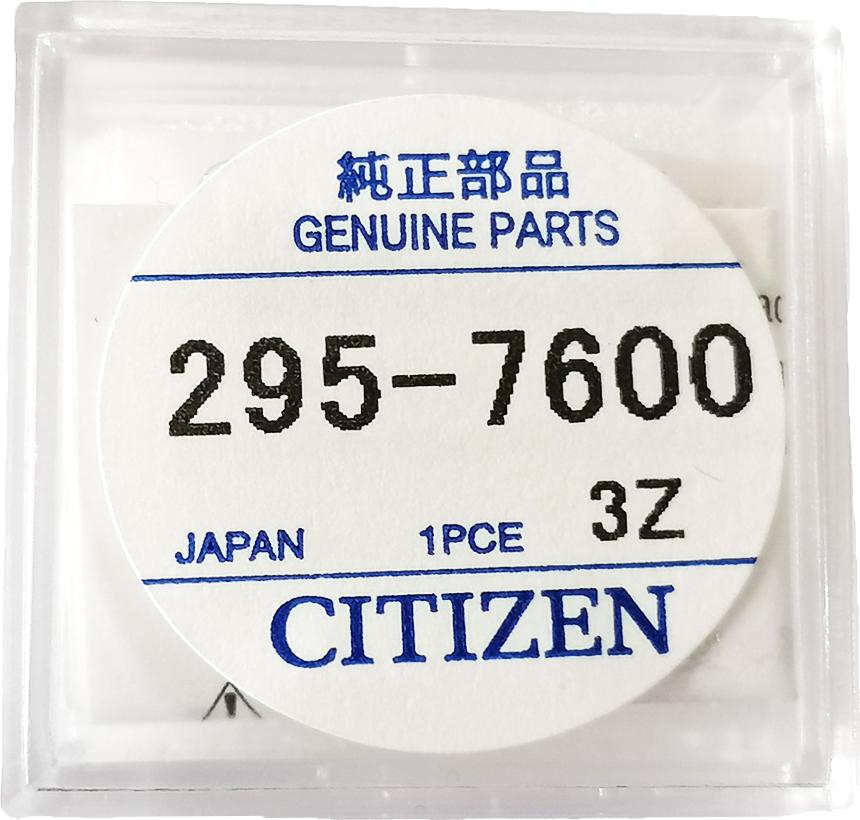 純正部品
GENUINE PARTS
295-7600
3Z
JAPAN 1PCE
CITIZEN